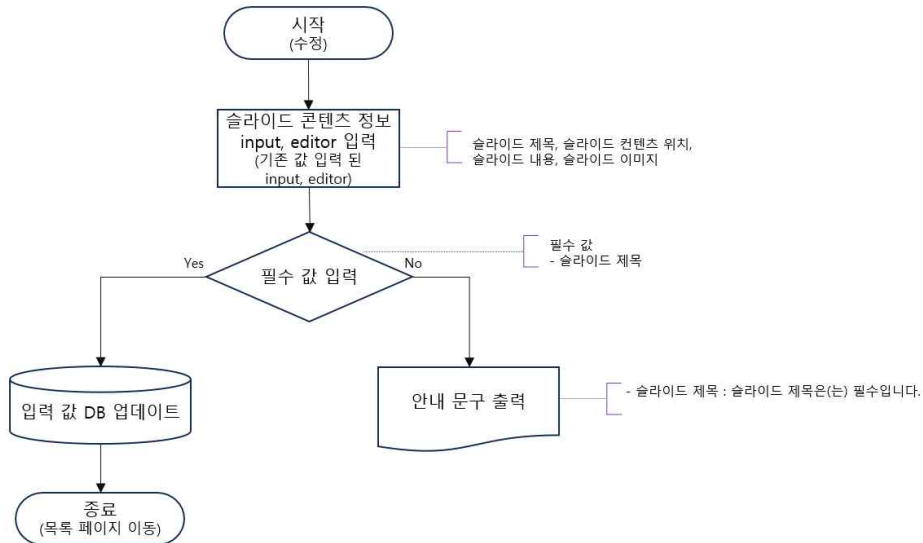 시작
(수정)
슬라이드 콘텐츠 정보
input, editor 입력
(기존 값 입력 된
input, editor)
슬라이드 제목, 슬라이드 컨텐츠 위치,
슬라이드 내용, 슬라이드 이미지
필수 값 입력
필수 값
- 슬라이드 제목
Yes
No
입력 값 DB 업데이트
안내 문구 출력
- 슬라이드 제목 : 슬라이드 제목은(는) 필수입니다.
종료
(목록 페이지 이동)